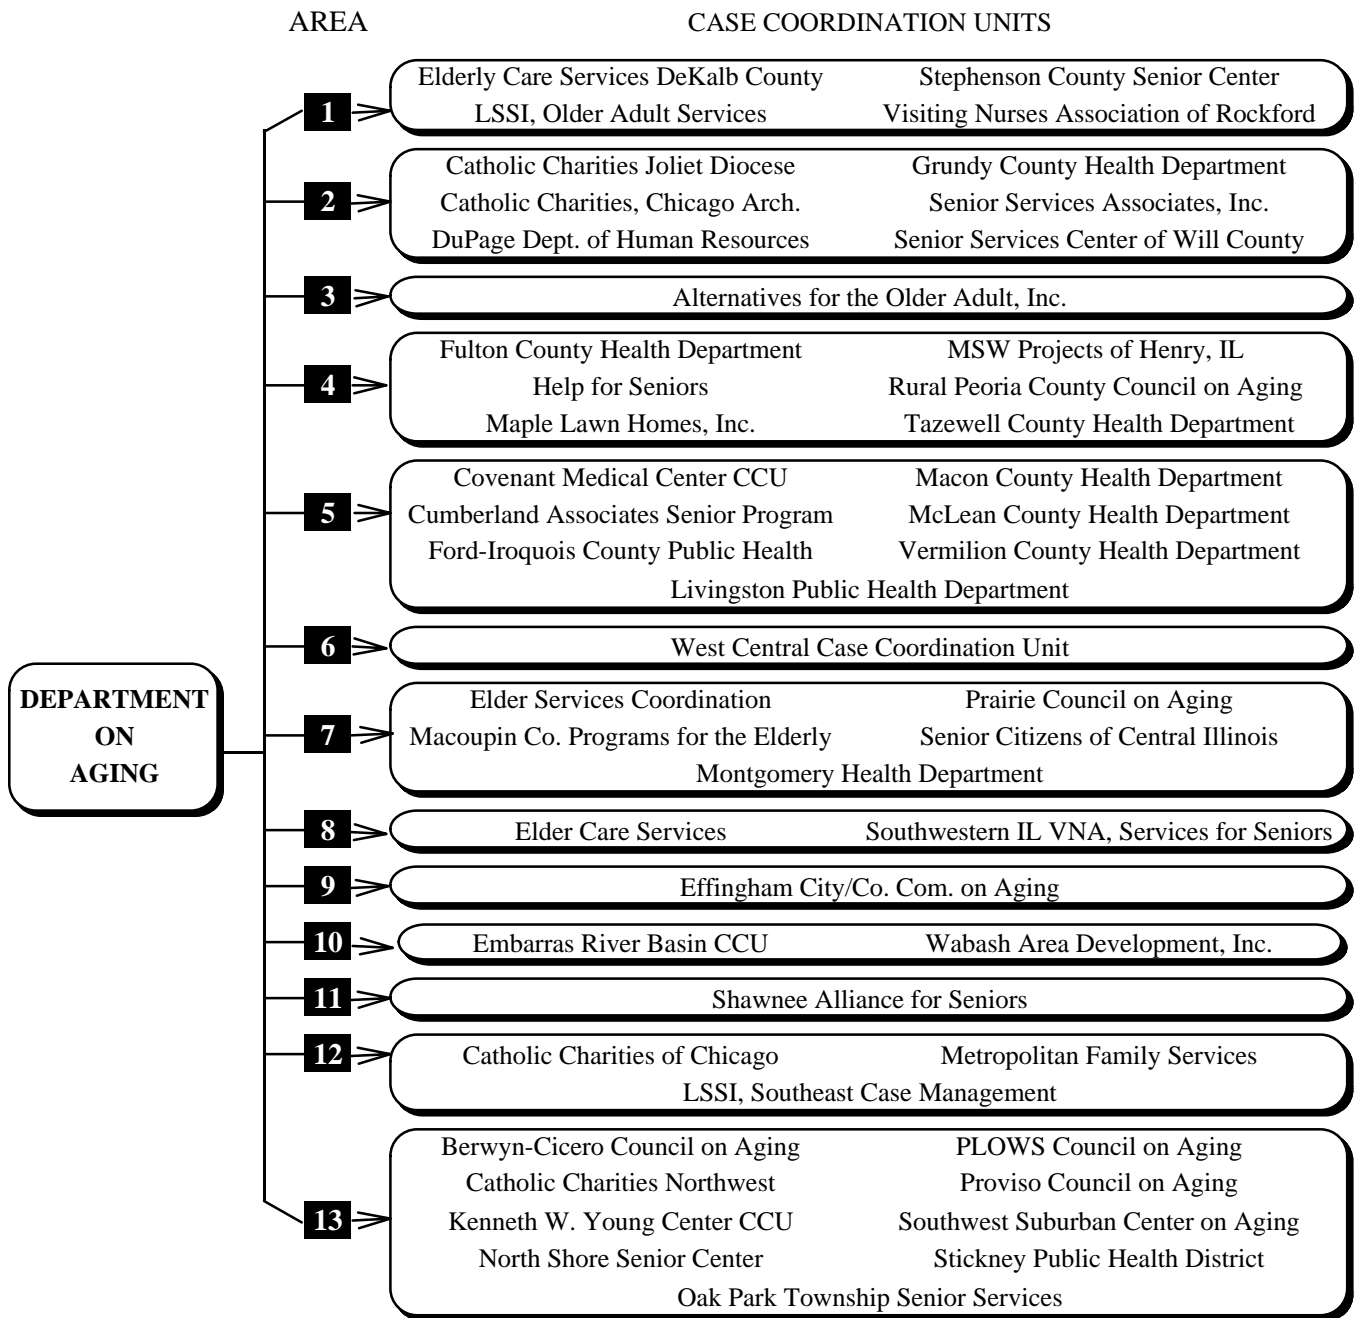 AREA CASE COORDINATION UNITS
1 Elderly Care Services DeKalb County Stephenson County Senior Center
LSSI, Older Adult Services Visiting Nurses Association of Rockford
2 Catholic Charities Joliet Diocese Grundy County Health Department
Catholic Charities, Chicago Arch. Senior Services Associates, Inc.
DuPage Dept. of Human Resources Senior Services Center of Will County
3 Alternatives for the Older Adult, Inc.
4 Fulton County Health Department MSW Projects of Henry, IL
Help for Seniors Rural Peoria County Council on Aging
Maple Lawn Homes, Inc. Tazewell County Health Department
5 Covenant Medical Center CCU Macon County Health Department
Cumberland Associates Senior Program McLean County Health Department
Ford-Iroquois County Public Health Vermilion County Health Department
Livingston Public Health Department
6 West Central Case Coordination Unit
DEPARTMENT
ON
AGING
7 Elder Services Coordination Prairie Council on Aging
Macoupin Co. Programs for the Elderly Senior Citizens of Central Illinois
Montgomery Health Department
8 Elder Care Services Southwestern IL VNA, Services for Seniors
9 Effingham City/Co. Com. on Aging
10 Embarras River Basin CCU Wabash Area Development, Inc.
11 Shawnee Alliance for Seniors
12 Catholic Charities of Chicago Metropolitan Family Services
LSSI, Southeast Case Management
13 Berwyn-Cicero Council on Aging PLOWS Council on Aging
Catholic Charities Northwest Proviso Council on Aging
Kenneth W. Young Center CCU Southwest Suburban Center on Aging
North Shore Senior Center Stickney Public Health District
Oak Park Township Senior Services